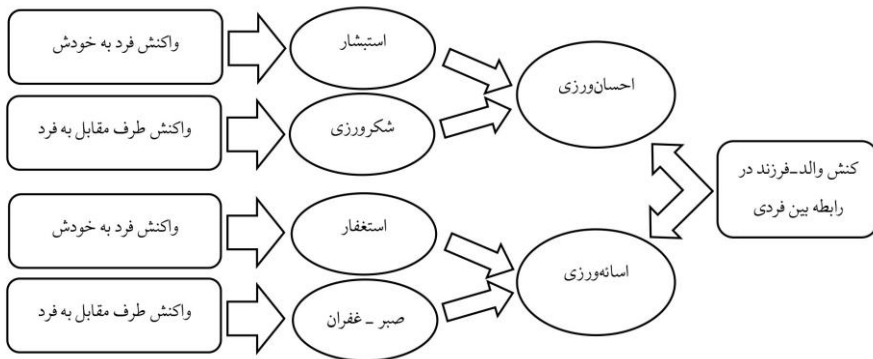 کنش والد-فرزند در
رابطه بین فردی
احسان‌ورزی
استبشار
واکنش فرد به خودش
شکرورزی
واکنش طرف مقابل به فرد
اسانه‌ورزی
استغفار
واکنش فرد به خودش
صبر - غفران
واکنش طرف مقابل به فرد